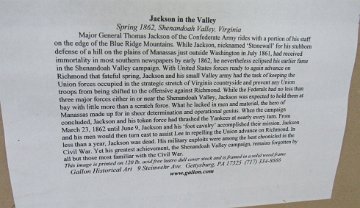 Jackson in the Valley
Spring 1862, Shenandoah Valley, Virginia
Major General Thomas Jackson of the Confederate Army rides with a portion of his staff
on the edge of the Blue Ridge Mountains. While Jackson, nicknamed 'Stonewall' for his stubborn
defense of a hill on the plains of Manassas just outside Washington in July 1861, had received
immortality in most southern newspapers by early 1862, he nevertheless eclipsed his earlier fame
in the Shenandoah Valley campaign. With United States forces ready to again advance on
Richmond that fateful spring, Jackson and his small Valley army had the task of keeping the
Union forces occupied in the strategic stretch of Virginia countryside and prevent any Union
troops from being shifted to the offensive against Richmond. While the Federals had no less than
three major forces either in or near the Shenandoah Valley, Jackson was expected to hold them at
bay with little more than a scratch force. What he lacked in men and material, the hero of
Manassas made up for in sheer determination and operational genius. When the campaign
concluded, Jackson and his token force had thrashed the Yankees at nearly every turn. From
March 23, 1862 until June 9, Jackson and his 'foot cavalry' accomplished their mission, Jackson
and his men would then turn east to assist Lee in repelling the Union advance on Richmond. In
less than a year, Jackson was dead. His military exploits were among the best chronicled in the
Civil War. Yet his greatest achievement, the Shenandoah Valley campaign, remains forgotten by
all but those most familiar with the Civil War.
This image is printed on 120 lb. acid free leave dull cover stock and is framed in a solid wood frame
Gallon Historical Art 9 Steinwehr Ave. Gettysburg, PA 17325 (717) 334-8666
www.gallon.com